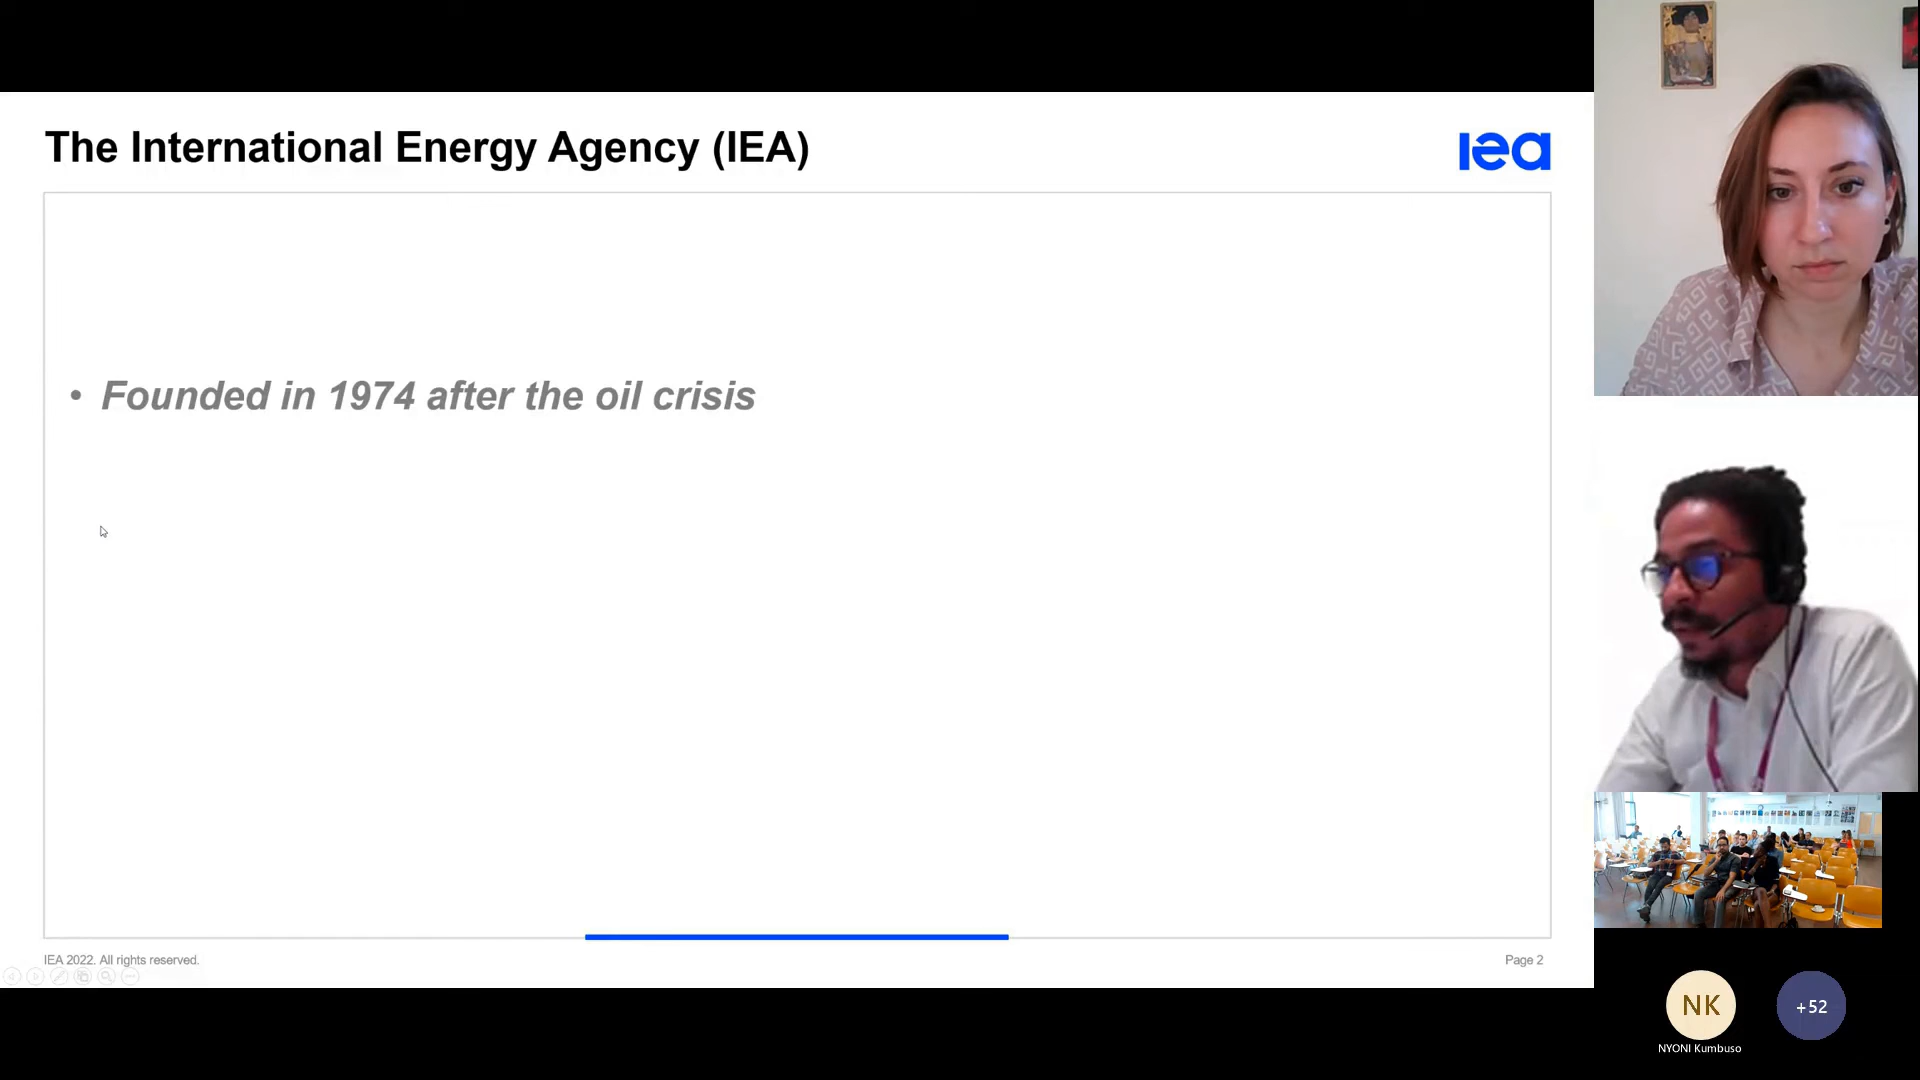 The International Energy Agency (IEA)
iea
• Founded in 1974 after the oil crisis
IEA 2022. All rights reserved.
Page 2
NK
+52
NYONI Kumbuso